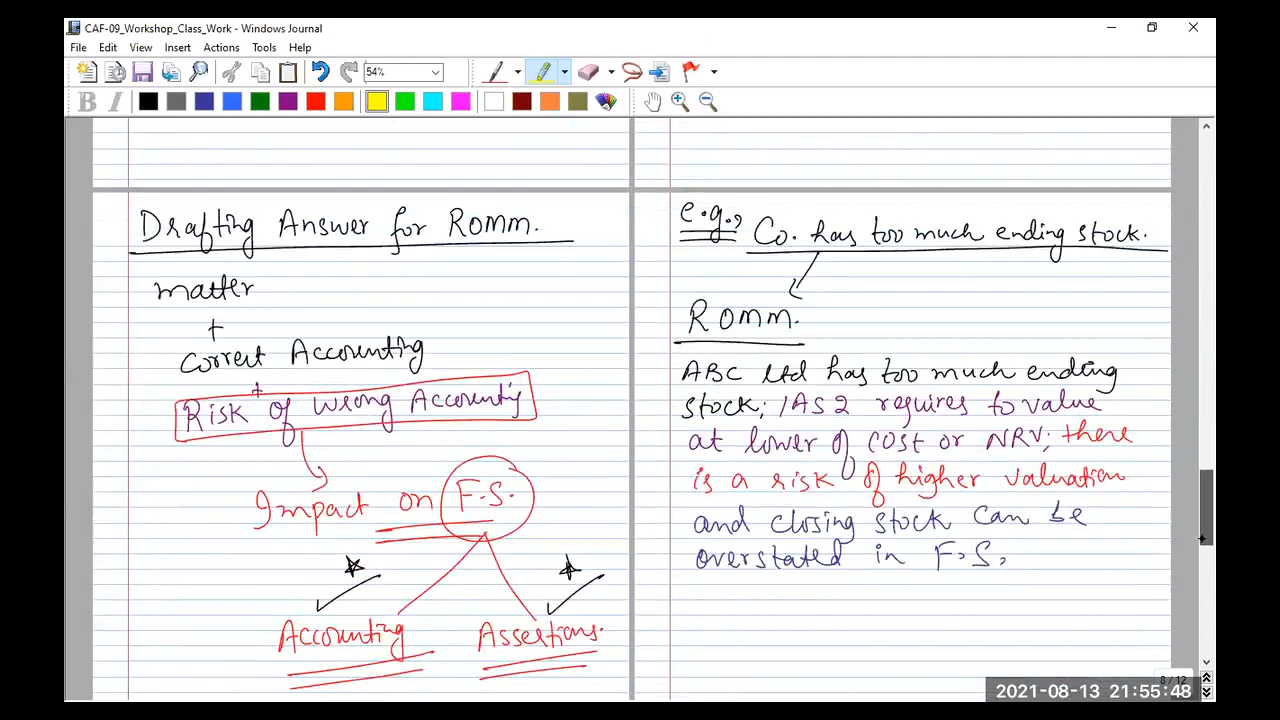 CAF-09_Workshop_Class_Work - Windows Journal
File Edit View Insert Actions Tools Help
54%
B I
Drafting Answer for ROMM.
matter
+
Correct Accounting
+
Risk of wrong Accounting
Impact on F.S.
Accounting Assertions.
e.g., Co. has too much ending stock.
ROMM.
ABC Ltd has too much ending
stock; IAS 2 requires to value
at lower of cost or NRV; there
is a risk of higher valuation
and closing stock can be
overstated in F.S.
8/12
2021-08-13 21:55:48